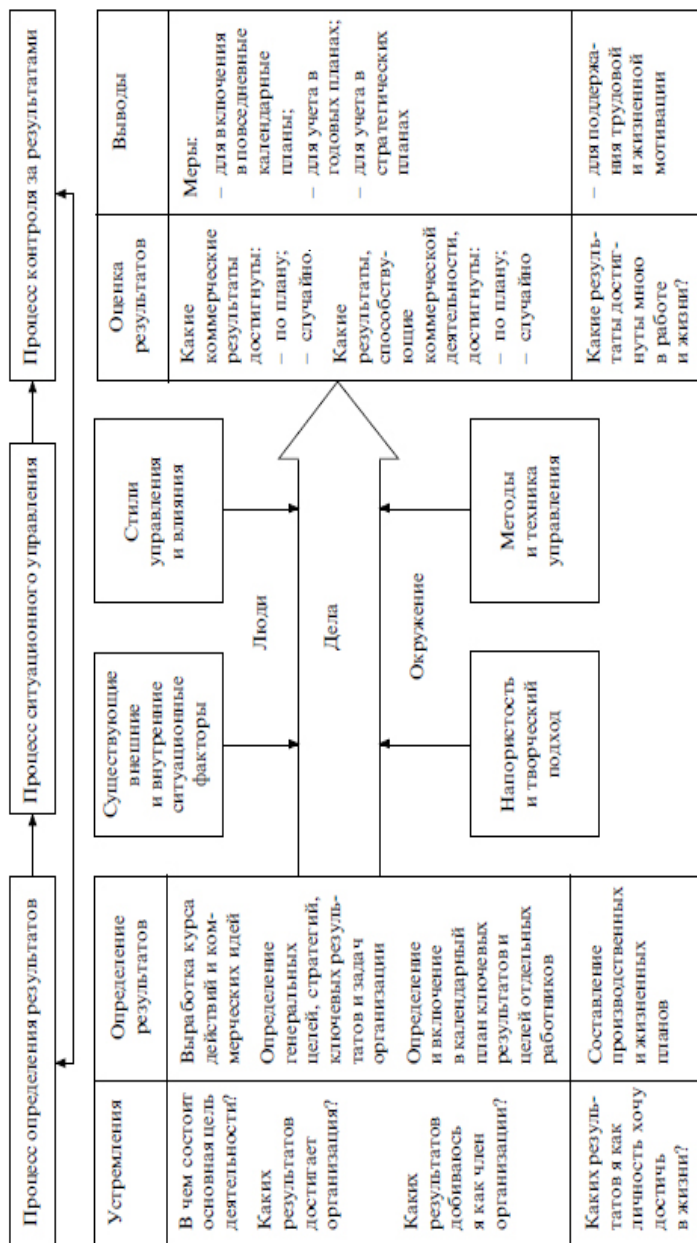 Процесс определения результатов
Процесс ситуационного управления
Процесс контроля за результатами
Устремления
Определение
результатов
В чем состоит
основная цель
деятельности?
Выработка курса
действий и ком-
мерческих идей
Каких
результатов
достигает
организация?
Определение
генеральных
целей, стратегий,
ключевых резуль-
татов и задач
организации
Каких
результатов
добиваюсь
я как член
организации?
Определение
и включение
в календарный
план ключевых
результатов и
целей отдельных
работников
Каких резуль-
татов я как
личность хочу
достичь
в жизни?
Составление
производственных
и жизненных
планов
Существующие
внешние
и внутренние
ситуационные
факторы
Стили
управления
и влияния
Люди
Дела
Окружение
Напористость
и творческий
подход
Методы
и техника
управления
Оценка
результатов
Выводы
Какие
коммерческие
результаты
достигнуты:
– по плану;
– случайно.
Какие
результаты,
способству-
ющие
коммерческой
деятельности,
достигнуты:
– по плану;
– случайно
Меры:
– для включения
в повседневные
календарные
планы;
– для учета в
годовых планах;
– для учета в
стратегических
планах
Какие резуль-
таты достиг-
нуты мною
в работе
и жизни?
– для поддержа-
ния трудовой
и жизненной
мотивации